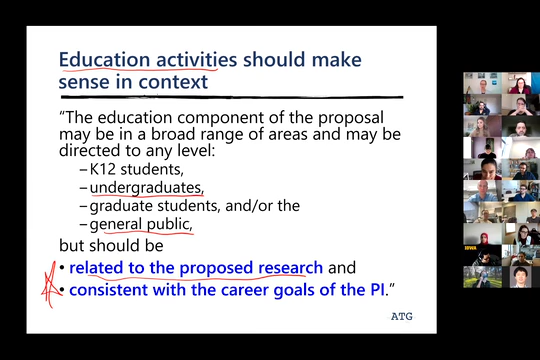 Education activities should make
sense in context
“The education component of the proposal
may be in a broad range of areas and may be
directed to any level:
–K12 students,
–undergraduates,
–graduate students, and/or the
–general public,
but should be
• related to the proposed research and
• consistent with the career goals of the PI.”
ATG
IOWA